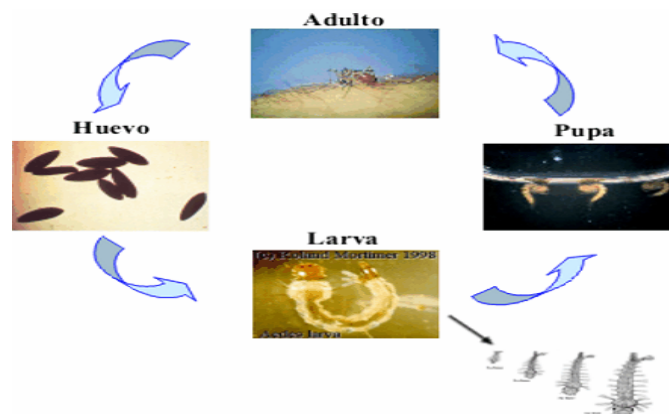 Adulto
Huevo
Pupa
Larva
(c) Roland Mortimer 1998
Aedes larva